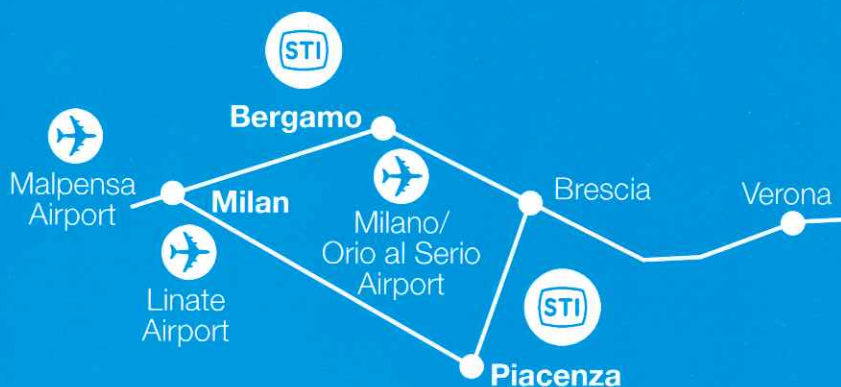 STI
Bergamo
Malpensa
Airport
Milan
Linate
Airport
Milano/
Orio al Serio
Airport
Brescia
Verona
STI
Piacenza